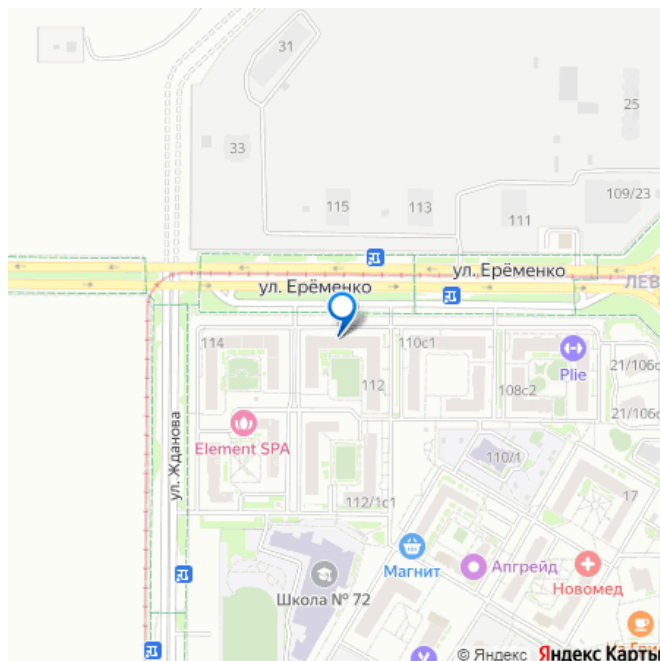 31
25
33
115
113
111
109/23
ул. Ерёменко
ул. Ерёменко
ЛЕВ
114
112
110с1
108с2
Plie
21/106с
21/106с
Element SPA
ул. Жданова
112/1с1
110/1
17
Магнит
Апгрейд
Новомед
Школа № 72
© Яндекс Яндекс Карты